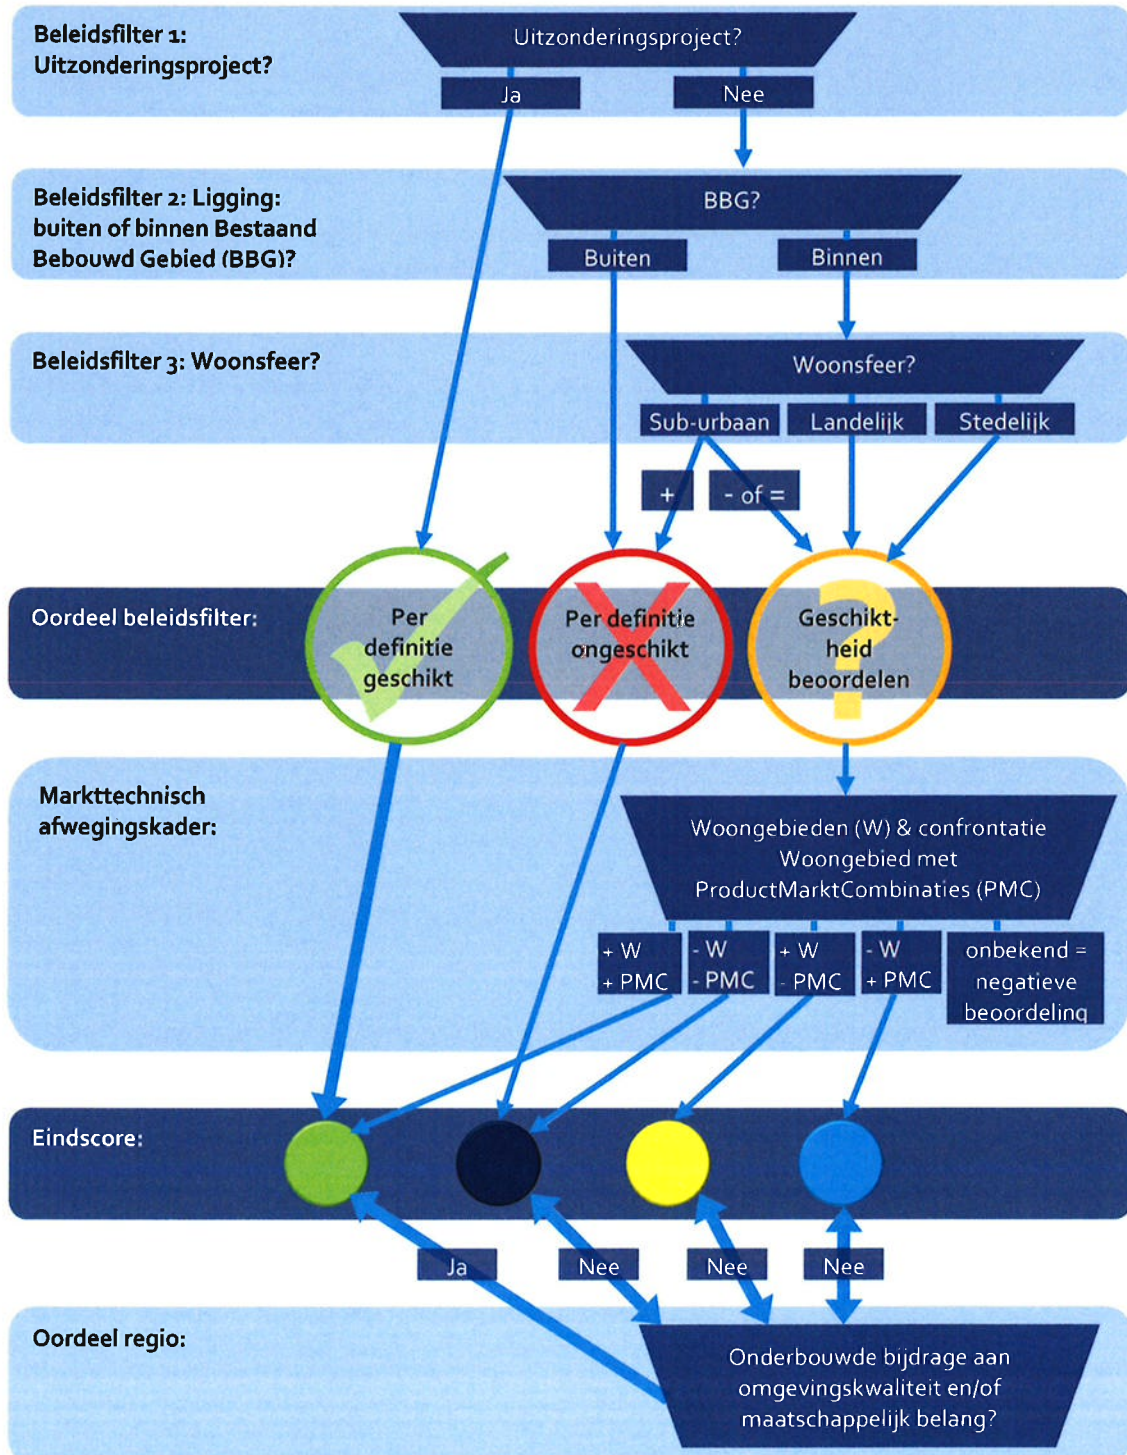 Beleidsfilter 1:
Uitzonderingsproject?
Uitzonderingsproject?
Ja
Nee
Beleidsfilter 2: Ligging:
buiten of binnen Bestaand
Bebouwd Gebied (BBG)?
BBG?
Buiten
Binnen
Beleidsfilter 3: Woonsfeer?
Woonsfeer?
Sub-urbaan
Landelijk
Stedelijk
+
- of =
Oordeel beleidsfilter:
Per
definitie
geschikt
Per definitie
ongeschikt
Geschikt-
heid
beoordelen
?
Markttechnisch
afwegingskader:
Woongebieden (W) & confrontatie
Woongebied met
ProductMarktCombinaties (PMC)
+ W
+ PMC
- W
- PMC
+ W
- PMC
- W
+ PMC
onbekend =
negatieve
beoordeling
Eindscore:
Ja
Nee
Nee
Nee
Oordeel regio:
Onderbouwde bijdrage aan
omgevingskwaliteit en/of
maatschappelijk belang?